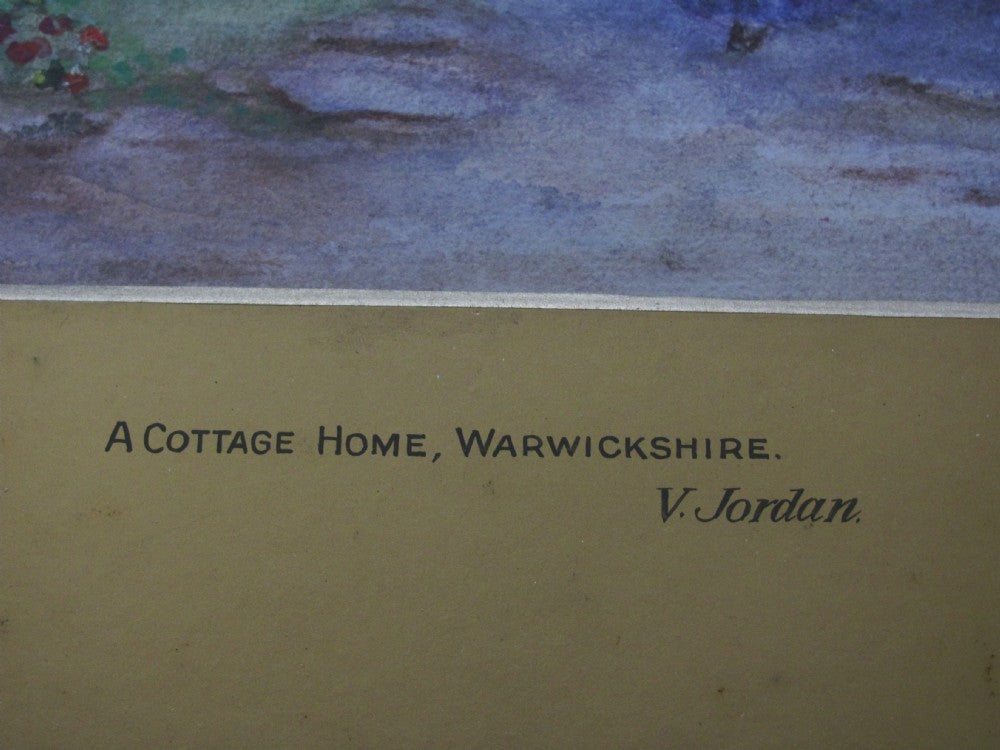 A COTTAGE HOME, WARWICKSHIRE.
V. Jordan.